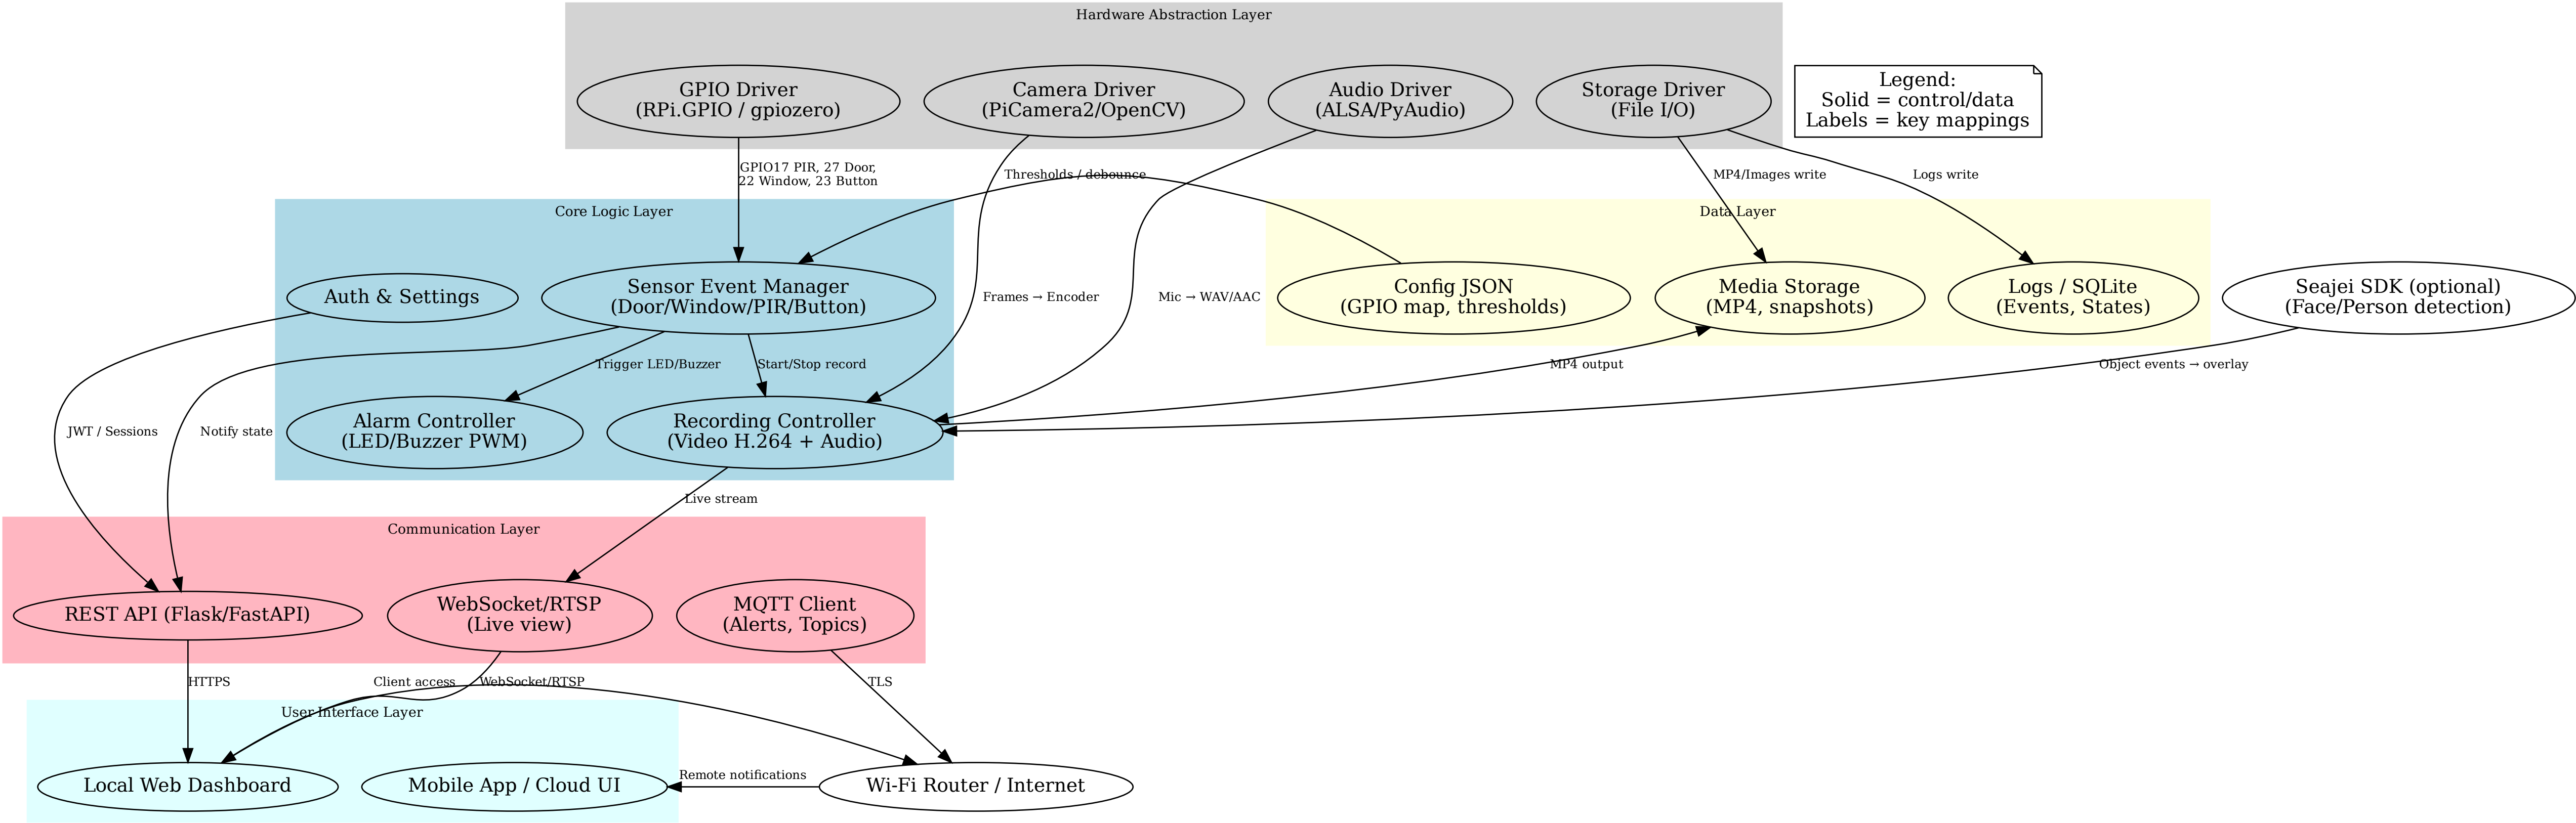 Hardware Abstraction Layer
GPIO Driver
(RPi.GPIO / gpiozero)
Camera Driver
(PiCamera2/OpenCV)
Audio Driver
(ALSA/PyAudio)
Storage Driver
(File I/O)
Legend:
Solid = control/data
Labels = key mappings
GPIO17 PIR, 27 Door,
22 Window, 23 Button
Thresholds / debounce
MP4/Images write
Logs write
Core Logic Layer
Data Layer
Auth & Settings
Sensor Event Manager
(Door/Window/PIR/Button)
Frames → Encoder
Mic → WAV/AAC
Config JSON
(GPIO map, thresholds)
Media Storage
(MP4, snapshots)
Logs / SQLite
(Events, States)
Seajei SDK (optional)
(Face/Person detection)
Trigger LED/Buzzer
Start/Stop record
MP4 output
Object events → overlay
JWT / Sessions
Notify state
Alarm Controller
(LED/Buzzer PWM)
Recording Controller
(Video H.264 + Audio)
Live stream
Communication Layer
REST API (Flask/FastAPI)
WebSocket/RTSP
(Live view)
MQTT Client
(Alerts, Topics)
HTTPS
Client access
WebSocket/RTSP
TLS
User Interface Layer
Local Web Dashboard
Mobile App / Cloud UI
Remote notifications
Wi-Fi Router / Internet